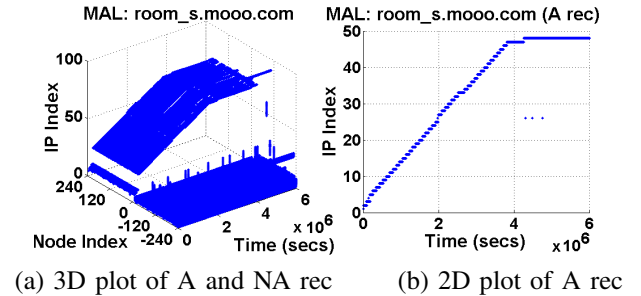 MAL: room_s.mooo.com
100
50
0
IP Index
240
120
0
-120
-240
Node Index
0
2
4
6
x 10^6
Time (secs)
(a) 3D plot of A and NA rec
MAL: room_s.mooo.com (A rec)
50
40
30
20
10
0
IP Index
0
2
4
6
x10^6
Time (secs)
(b) 2D plot of A rec